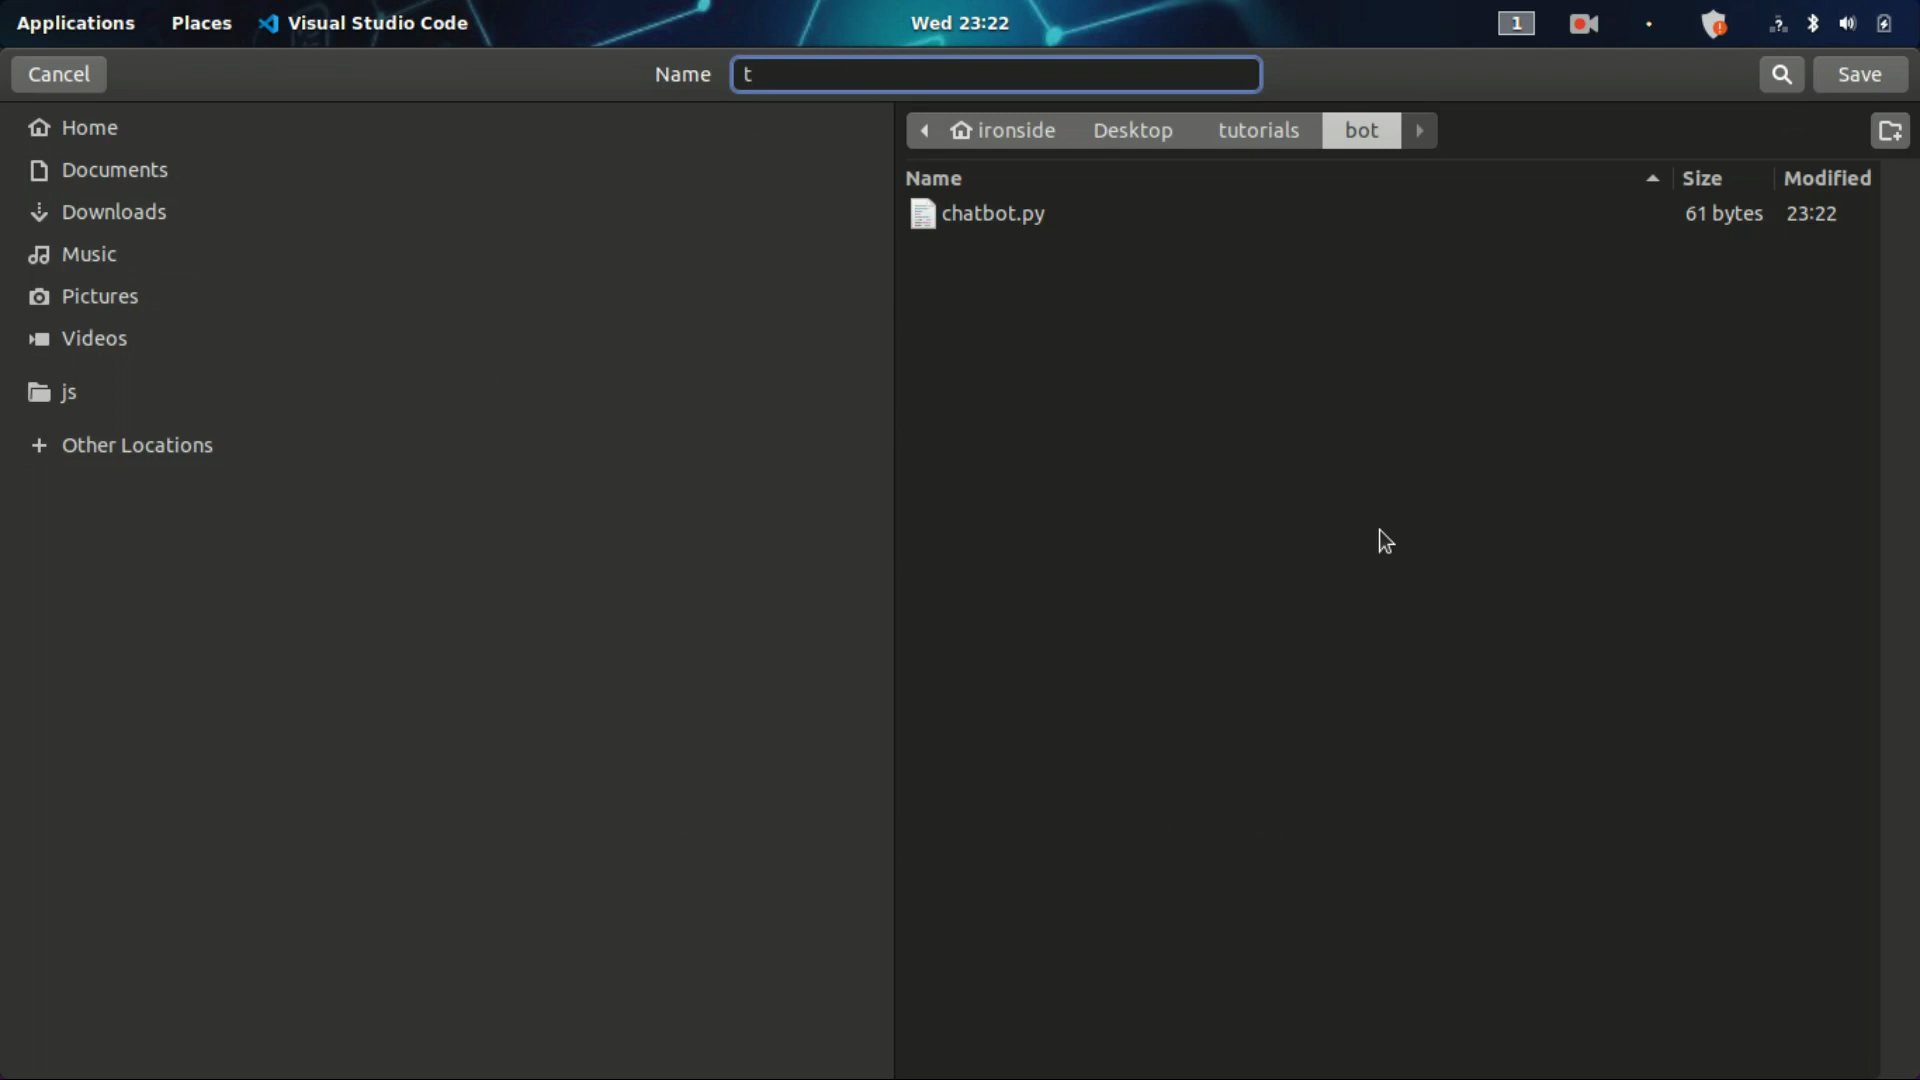 Applications Places Visual Studio Code Wed 23:22 1
Cancel Name t Save
Home
Documents
Downloads
Music
Pictures
Videos
js
Other Locations
ironside Desktop tutorials bot
Name Size Modified
chatbot.py 61 bytes 23:22